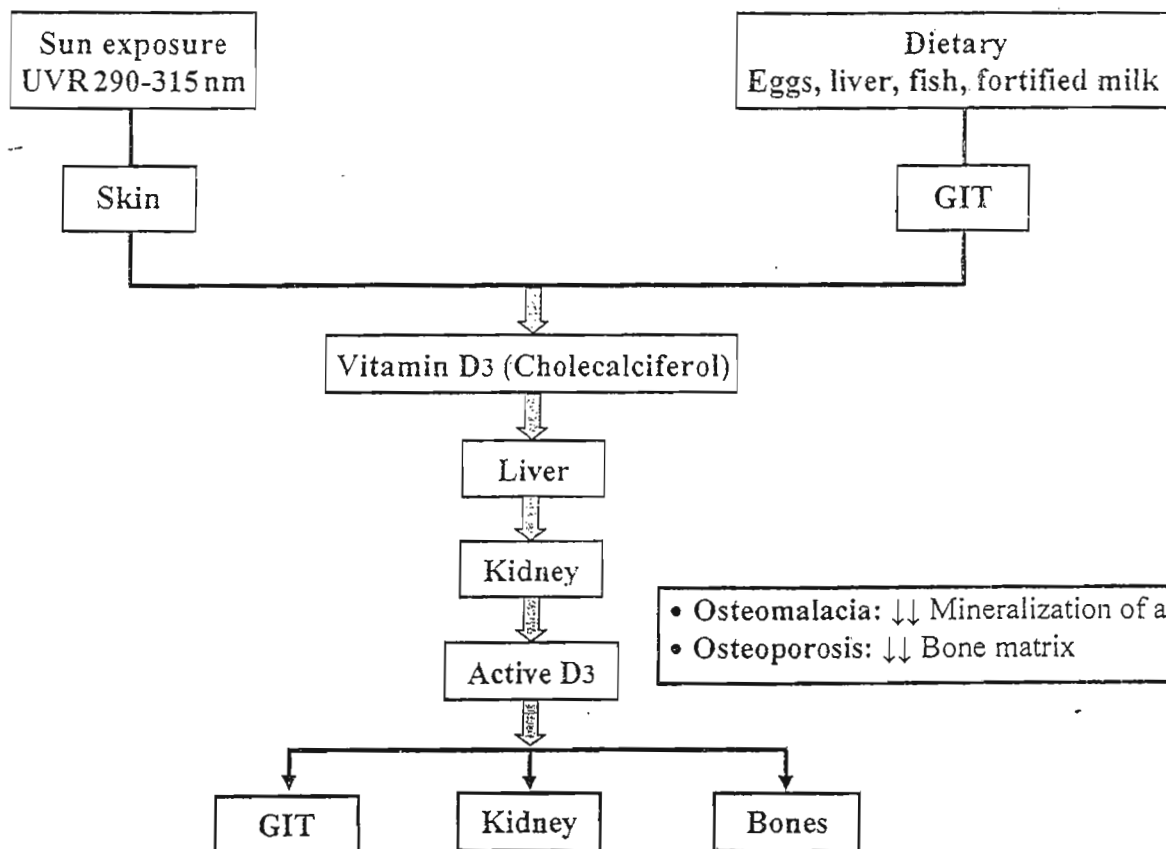 Sun exposure
UVR 290-315 nm
Dietary
Eggs, liver, fish, fortified milk
Skin
GIT
Vitamin D3 (Cholecalciferol)
Liver
Kidney
• Osteomalacia: ↓↓ Mineralization of a
• Osteoporosis: ↓↓ Bone matrix
Active D3
GIT
Kidney
Bones